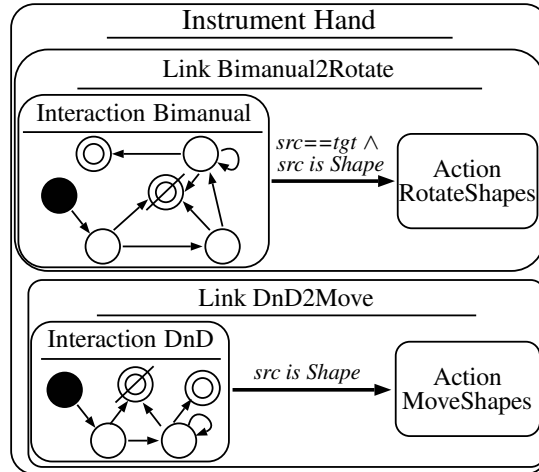 Instrument Hand
Link Bimanual2Rotate
Interaction Bimanual
src==tgt ∧
src is Shape
Action
RotateShapes
Link DnD2Move
Interaction DnD
src is Shape
Action
MoveShapes